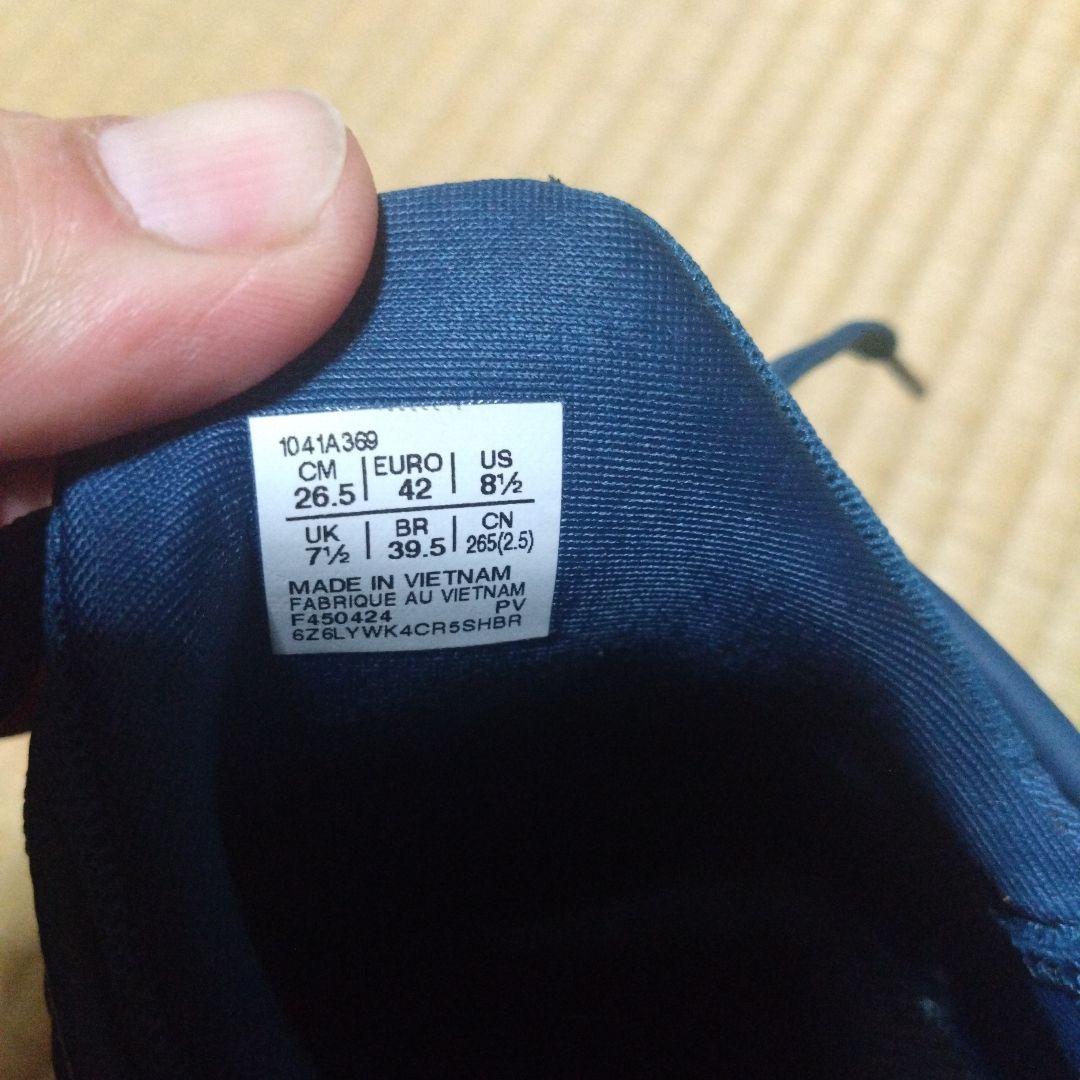 1041A369
CM | EURO | US
26.5 | 42 | 8½
UK | BR | CN
7½ | 39.5 | 265(2.5)
MADE IN VIETNAM
FABRIQUE AU VIETNAM
F450424 PV
6Z6LYWK4CR5SHBR